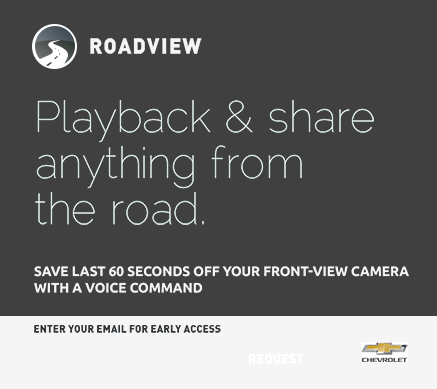 ROADVIEW
Playback & share
anything from
the road.
SAVE LAST 60 SECONDS OFF YOUR FRONT-VIEW CAMERA
WITH A VOICE COMMAND
ENTER YOUR EMAIL FOR EARLY ACCESS
REQUEST
CHEVROLET